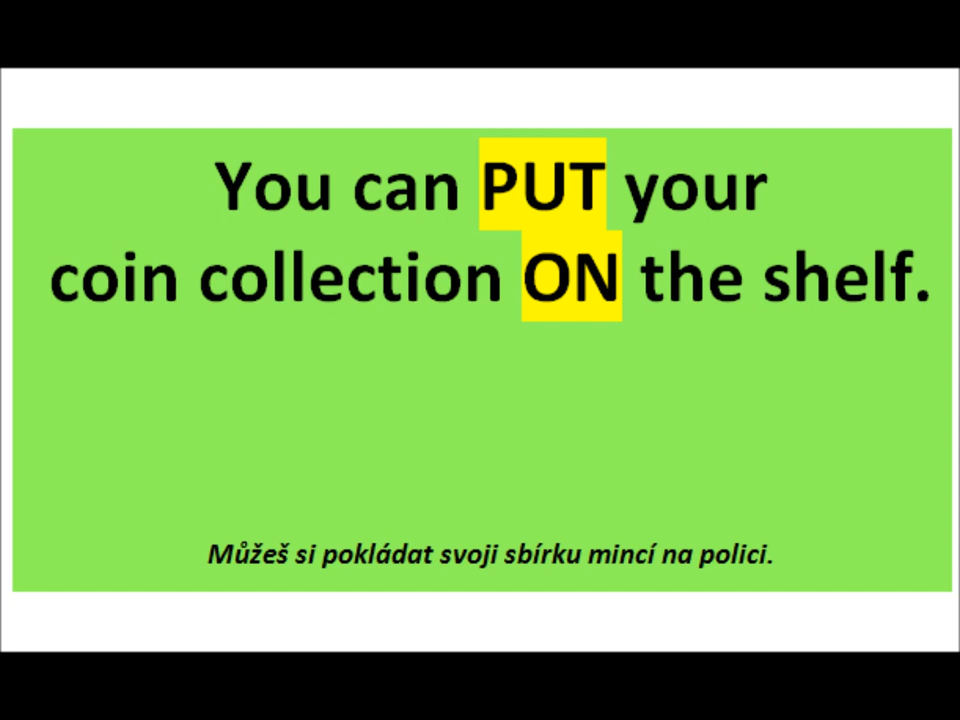 You can PUT your
coin collection ON the shelf.
Můžeš si pokládat svoji sbírku mincí na polici.